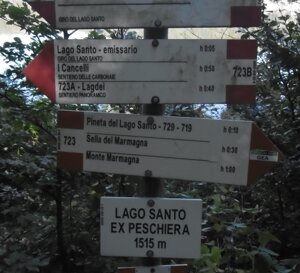 GIRO DEL LAGO SANTO
GIRO DEL LAGO SANTO
Lago Santo - emissario h 0:05
I Cancelli h 0:50
SENTIERO DELLE CARBONAIE
723A - Lagdei h 0:40
SENTIERO PANORAMICO
723B
Pineta del Lago Santo - 729 - 719 h 0:10
723
Sella del Marmagna h 0:30
Monte Marmagna h 1:00
GEA
LAGO SANTO
EX PESCHIERA
1515 m